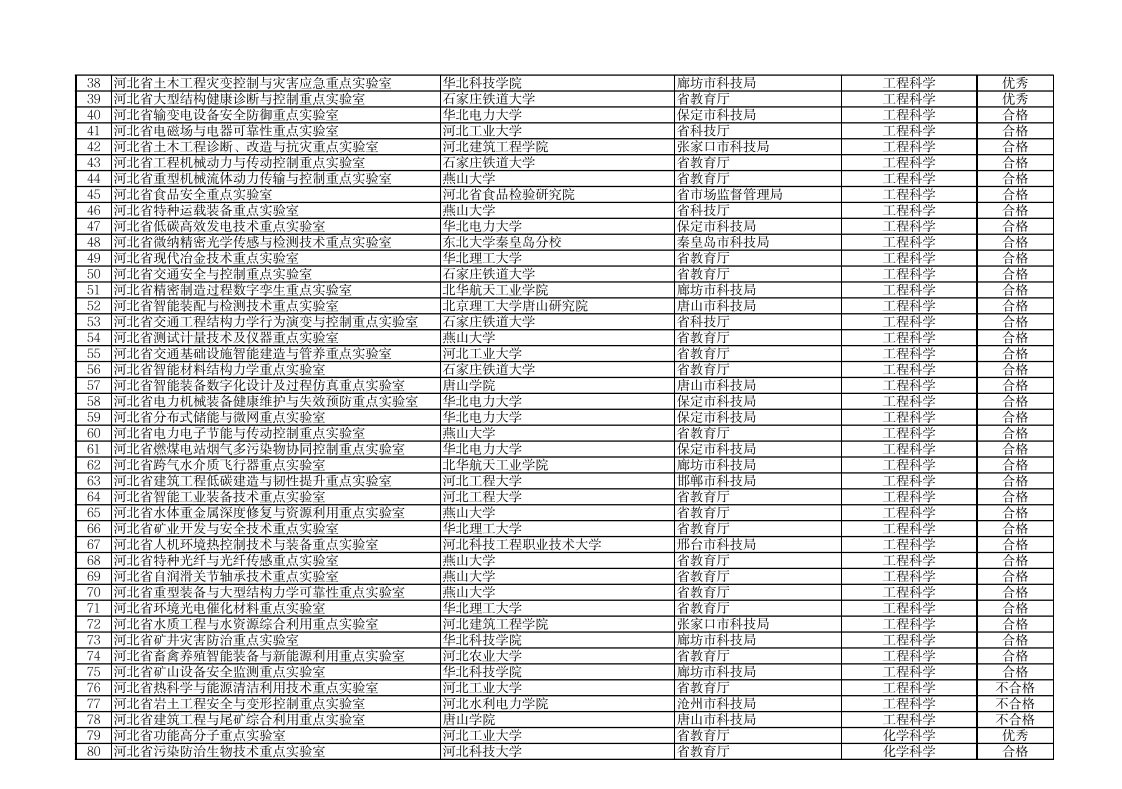 38 河北省土木工程灾变控制与灾害应急重点实验室 华北科技学院 廊坊市科技局 工程科学 优秀
39 河北省大型结构健康诊断与控制重点实验室 石家庄铁道大学 省教育厅 工程科学 优秀
40 河北省输变电设备安全防御重点实验室 华北电力大学 保定市科技局 工程科学 合格
41 河北省电磁场与电器可靠性重点实验室 河北工业大学 省科技厅 工程科学 合格
42 河北省土木工程诊断、改造与抗灾重点实验室 河北建筑工程学院 张家口市科技局 工程科学 合格
43 河北省工程机械动力与传动控制重点实验室 石家庄铁道大学 省教育厅 工程科学 合格
44 河北省重型机械流体动力传输与控制重点实验室 燕山大学 省教育厅 工程科学 合格
45 河北省食品安全重点实验室 河北省食品检验研究院 省市场监督管理局 工程科学 合格
46 河北省特种运载装备重点实验室 燕山大学 省科技厅 工程科学 合格
47 河北省低碳高效发电技术重点实验室 华北电力大学 保定市科技局 工程科学 合格
48 河北省微纳精密光学传感与检测技术重点实验室 东北大学秦皇岛分校 秦皇岛市科技局 工程科学 合格
49 河北省现代冶金技术重点实验室 华北理工大学 省教育厅 工程科学 合格
50 河北省交通安全与控制重点实验室 石家庄铁道大学 省教育厅 工程科学 合格
51 河北省精密制造过程数字孪生重点实验室 北华航天工业学院 廊坊市科技局 工程科学 合格
52 河北省智能装配与检测技术重点实验室 北京理工大学唐山研究院 唐山市科技局 工程科学 合格
53 河北省交通工程结构力学行为演变与控制重点实验室 石家庄铁道大学 省科技厅 工程科学 合格
54 河北省测试计量技术及仪器重点实验室 燕山大学 省教育厅 工程科学 合格
55 河北省交通基础设施智能建造与管养重点实验室 河北工业大学 省教育厅 工程科学 合格
56 河北省智能材料结构力学重点实验室 石家庄铁道大学 省教育厅 工程科学 合格
57 河北省智能装备数字化设计及过程仿真重点实验室 唐山学院 唐山市科技局 工程科学 合格
58 河北省电力机械装备健康维护与失效预防重点实验室 华北电力大学 保定市科技局 工程科学 合格
59 河北省分布式储能与微网重点实验室 华北电力大学 保定市科技局 工程科学 合格
60 河北省电力电子节能与传动控制重点实验室 燕山大学 省教育厅 工程科学 合格
61 河北省燃煤电站烟气多污染物协同控制重点实验室 华北电力大学 保定市科技局 工程科学 合格
62 河北省跨气水介质飞行器重点实验室 北华航天工业学院 廊坊市科技局 工程科学 合格
63 河北省建筑工程低碳建造与韧性提升重点实验室 河北工程大学 邯郸市科技局 工程科学 合格
64 河北省智能工业装备技术重点实验室 河北工程大学 省教育厅 工程科学 合格
65 河北省水体重金属深度修复与资源利用重点实验室 燕山大学 省教育厅 工程科学 合格
66 河北省矿业开发与安全技术重点实验室 华北理工大学 省教育厅 工程科学 合格
67 河北省人机环境热控制技术与装备重点实验室 河北科技工程职业技术大学 邢台市科技局 工程科学 合格
68 河北省特种光纤与光纤传感重点实验室 燕山大学 省教育厅 工程科学 合格
69 河北省自润滑关节轴承技术重点实验室 燕山大学 省教育厅 工程科学 合格
70 河北省重型装备与大型结构力学可靠性重点实验室 燕山大学 省教育厅 工程科学 合格
71 河北省环境光电催化材料重点实验室 华北理工大学 省教育厅 工程科学 合格
72 河北省水质工程与水资源综合利用重点实验室 河北建筑工程学院 张家口市科技局 工程科学 合格
73 河北省矿井灾害防治重点实验室 华北科技学院 廊坊市科技局 工程科学 合格
74 河北省畜禽养殖智能装备与新能源利用重点实验室 河北农业大学 省教育厅 工程科学 合格
75 河北省矿山设备安全监测重点实验室 华北科技学院 廊坊市科技局 工程科学 合格
76 河北省热科学与能源清洁利用技术重点实验室 河北工业大学 省教育厅 工程科学 不合格
77 河北省岩土工程安全与变形控制重点实验室 河北水利电力学院 沧州市科技局 工程科学 不合格
78 河北省建筑工程与尾矿综合利用重点实验室 唐山学院 唐山市科技局 工程科学 不合格
79 河北省功能高分子重点实验室 河北工业大学 省教育厅 化学科学 优秀
80 河北省污染防治生物技术重点实验室 河北科技大学 省教育厅 化学科学 合格